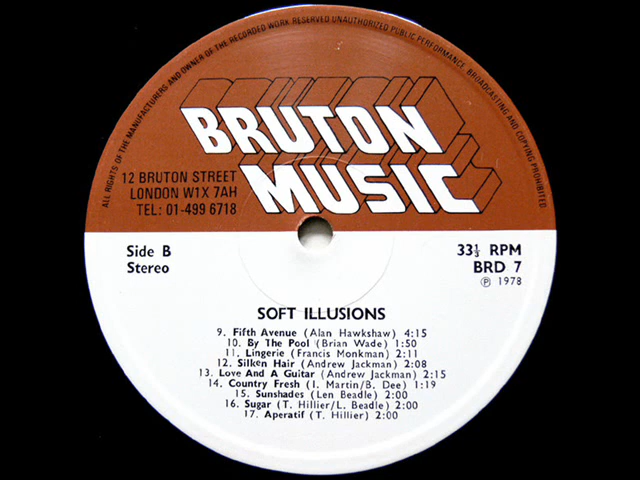 ALL RIGHTS OF THE MANUFACTURERS AND OWNER OF THE RECORDED WORK RESERVED UNAUTHORIZED PUBLIC PERFORMANCE, BROADCASTING AND COPYING PROHIBITED
BRUTON
MUSIC
12 BRUTON STREET
LONDON W1X 7AH
TEL: 01-499 6718
Side B
Stereo
33⅓ RPM
BRD 7
Ⓟ 1978
SOFT ILLUSIONS
9. Fifth Avenue (Alan Hawkshaw) 4:15
10. By The Pool (Brian Wade) 1:50
11. Lingerie (Francis Monkman) 2:11
12. Silken Hair (Andrew Jackman) 2:08
13. Love And A Guitar (Andrew Jackman) 2:15
14. Country Fresh (I. Martin/B. Dee) 1:19
15. Sunshades (Len Beadle) 2:00
16. Sugar (T. Hillier/L. Beadle) 2:00
17. Aperatif (T. Hillier) 2:00